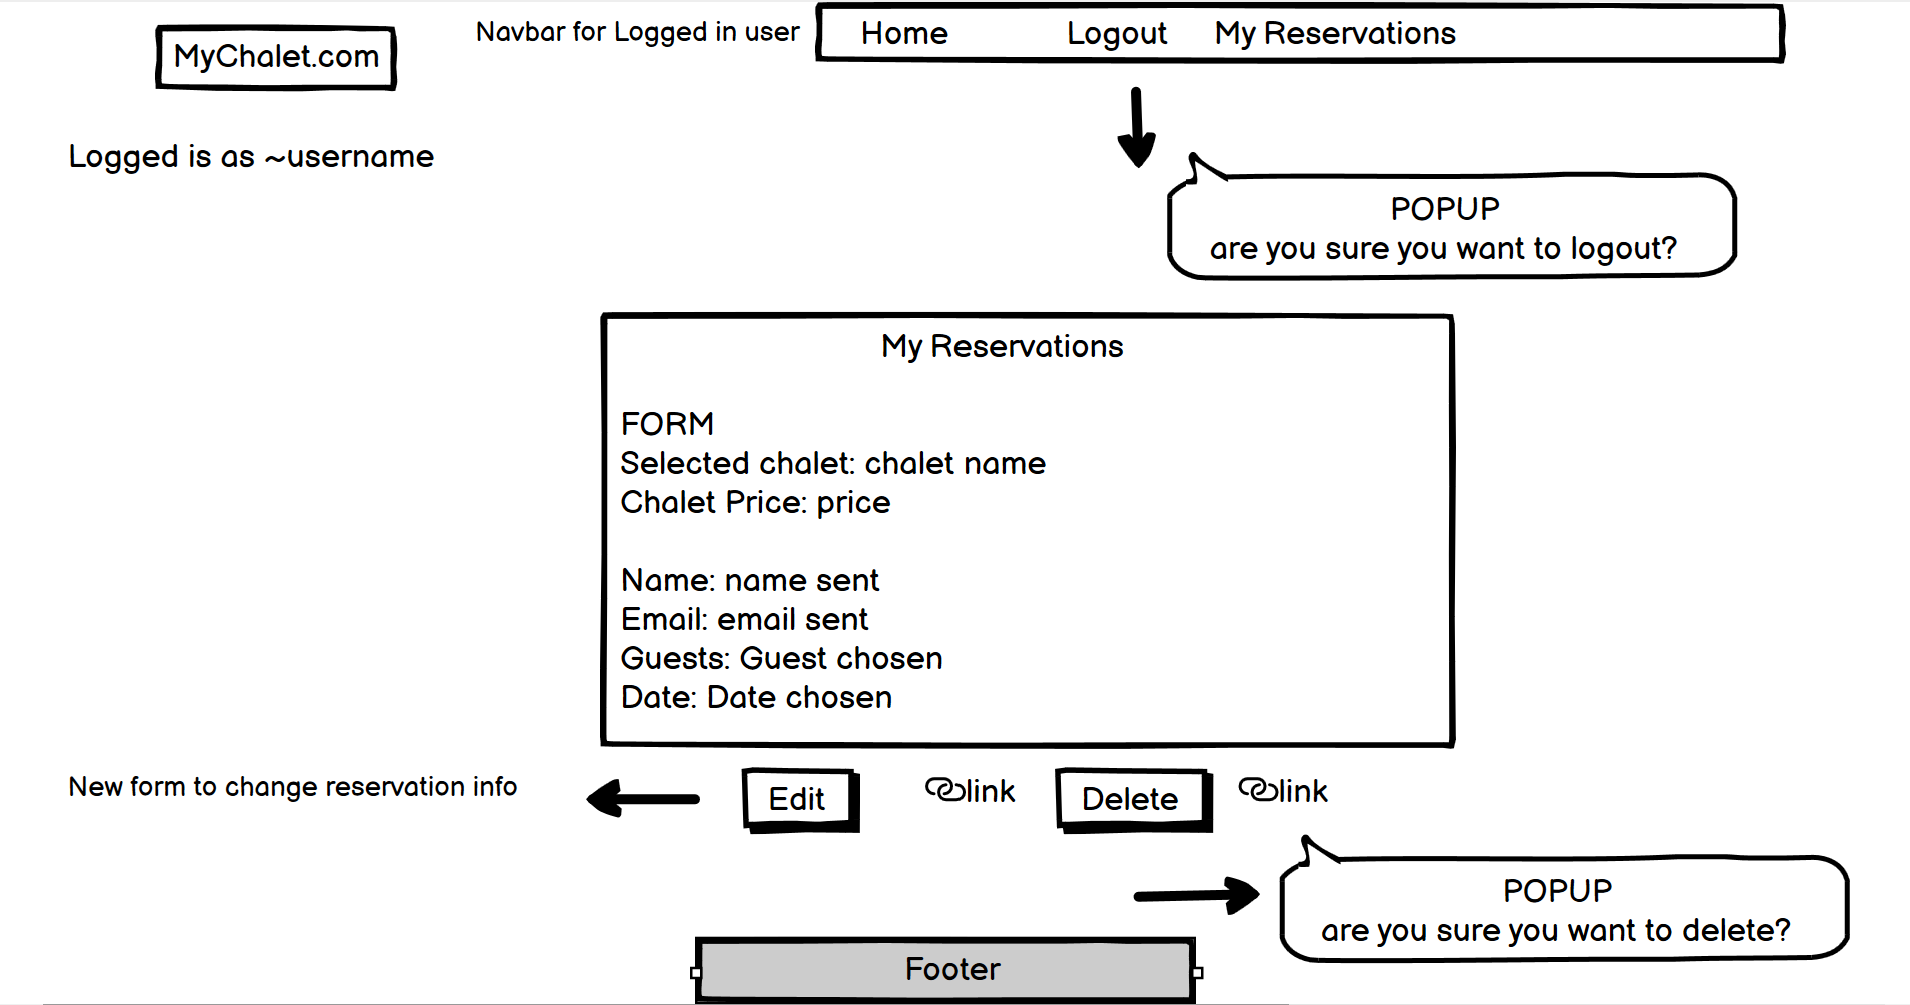 MyChalet.com
Navbar for Logged in user
Home Logout My Reservations
Logged is as ~username
POPUP
are you sure you want to logout?
My Reservations
FORM
Selected chalet: chalet name
Chalet Price: price
Name: name sent
Email: email sent
Guests: Guest chosen
Date: Date chosen
New form to change reservation info
Edit
link
Delete
link
POPUP
are you sure you want to delete?
Footer